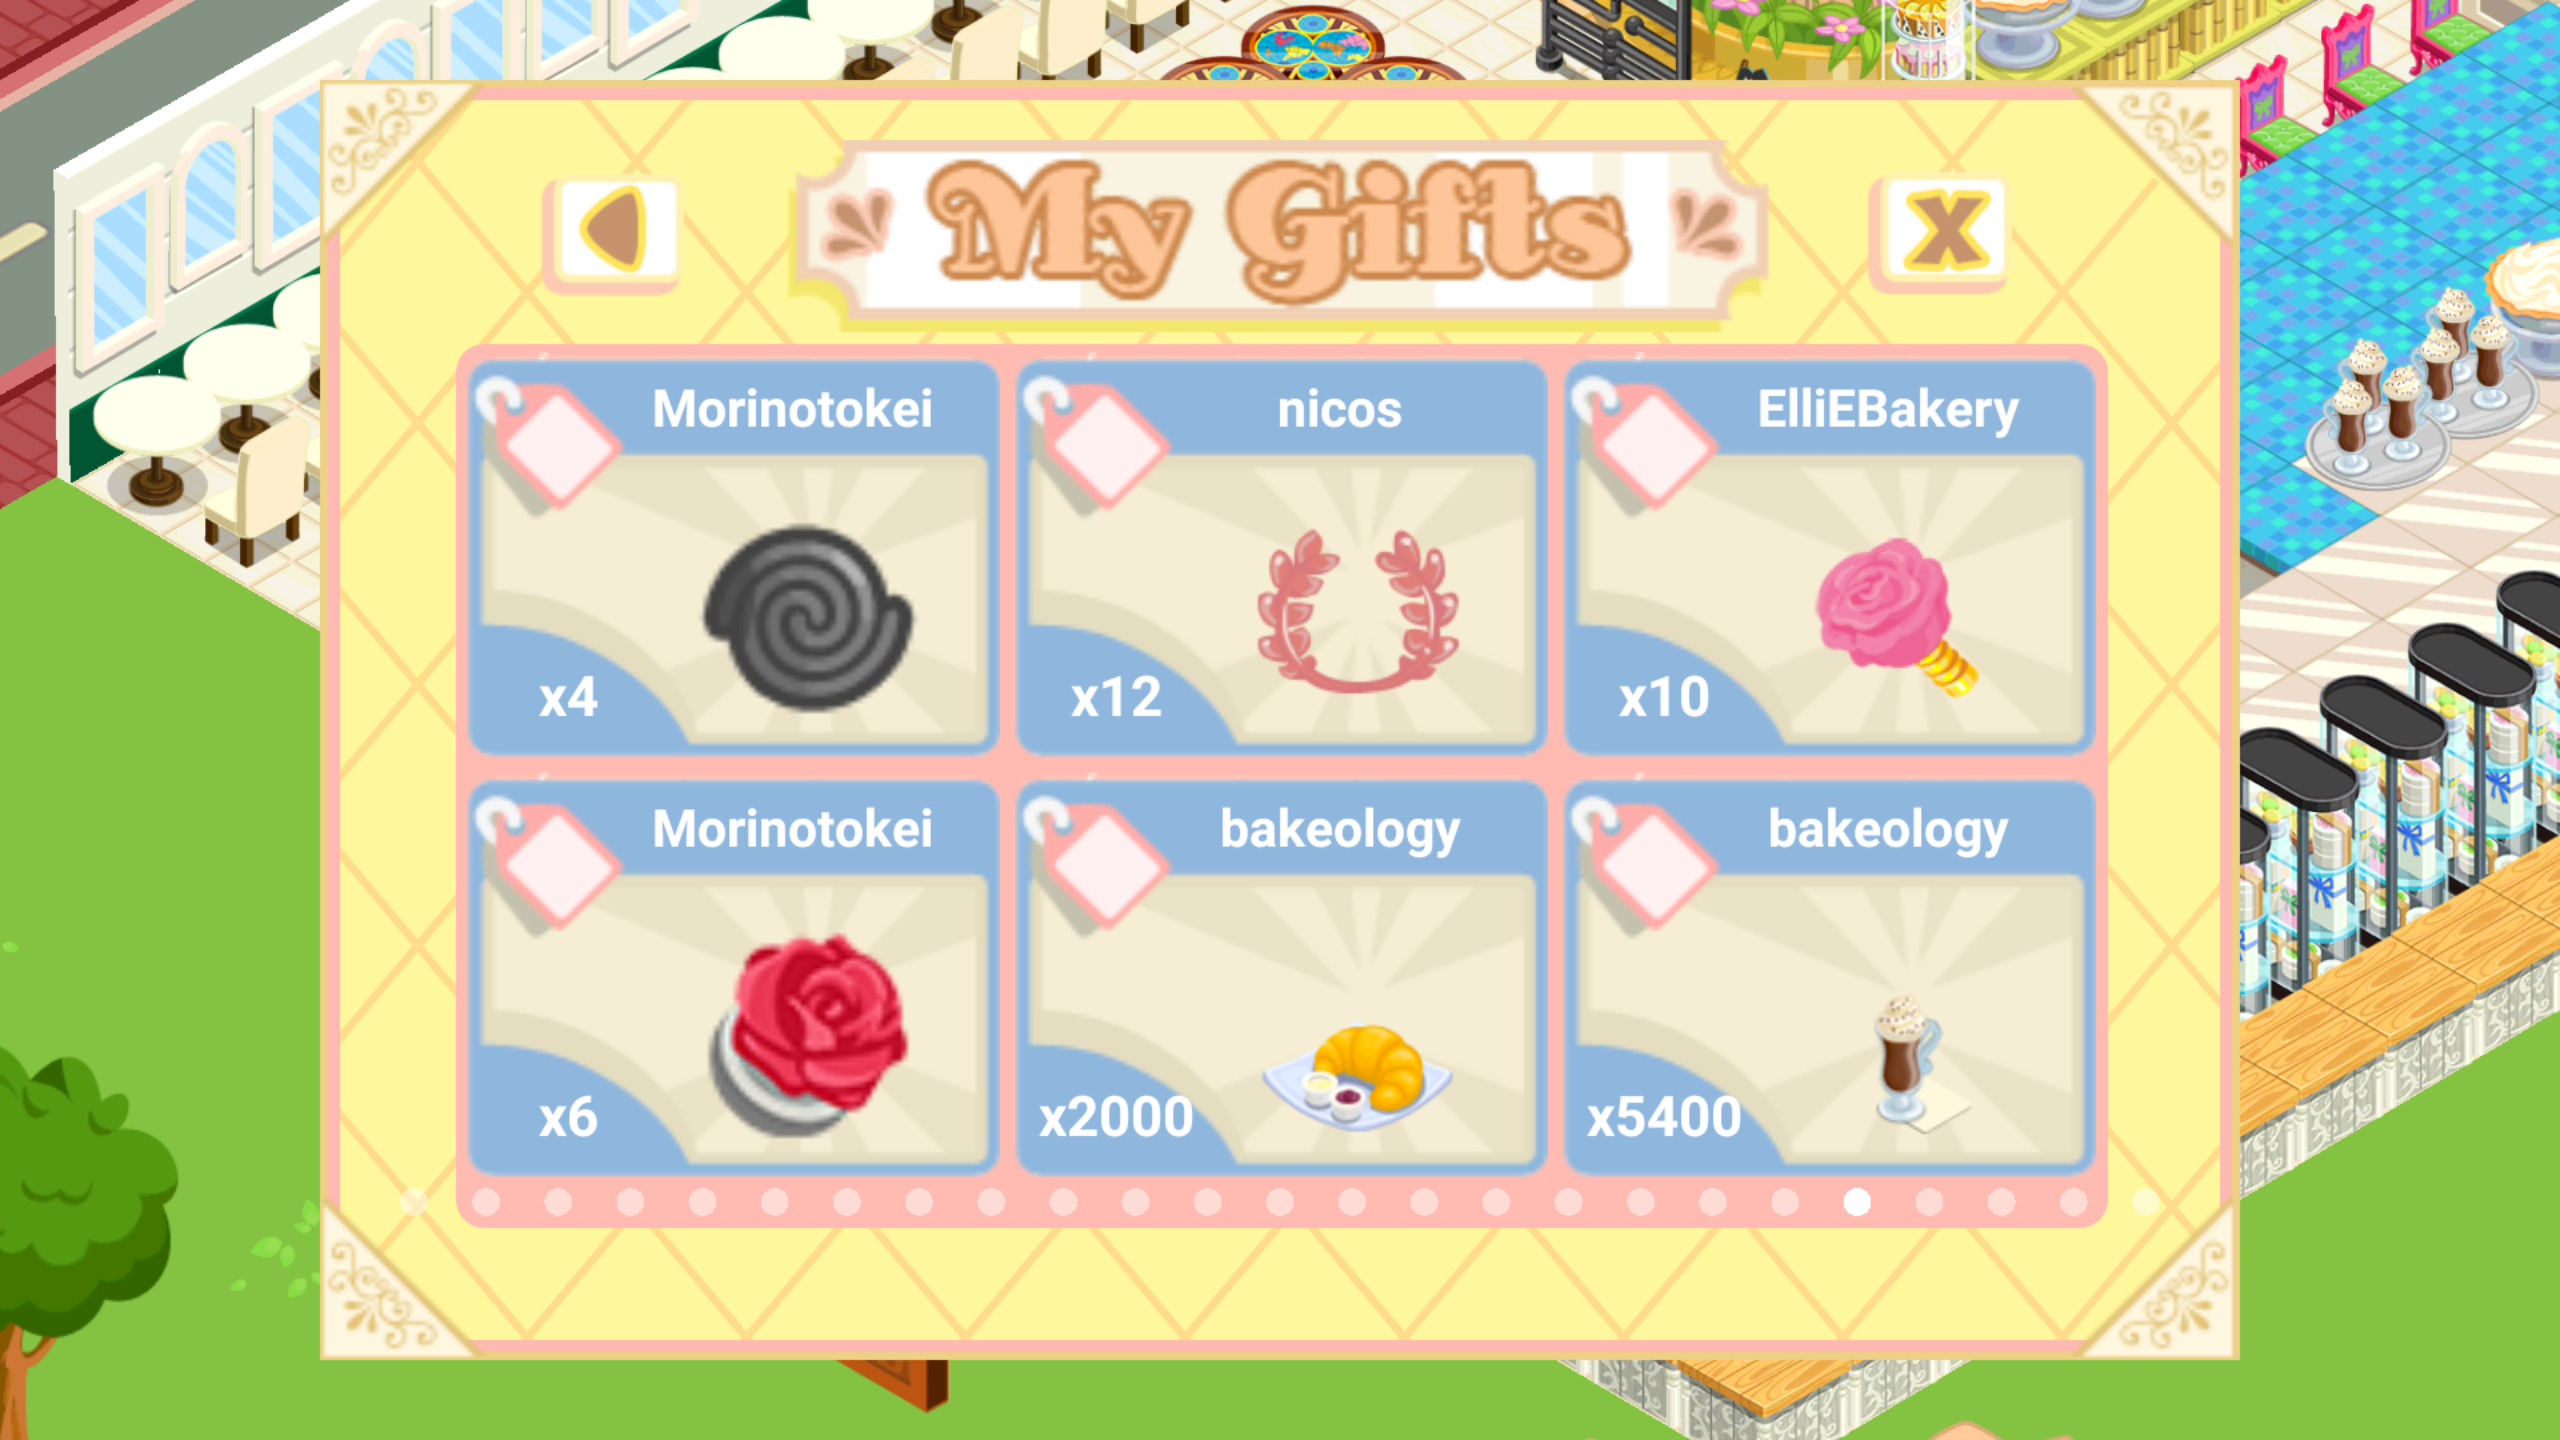 My Gifts
X
Morinotokei
x4
nicos
x12
ElliEBakery
x10
Morinotokei
x6
bakeology
x2000
bakeology
x5400